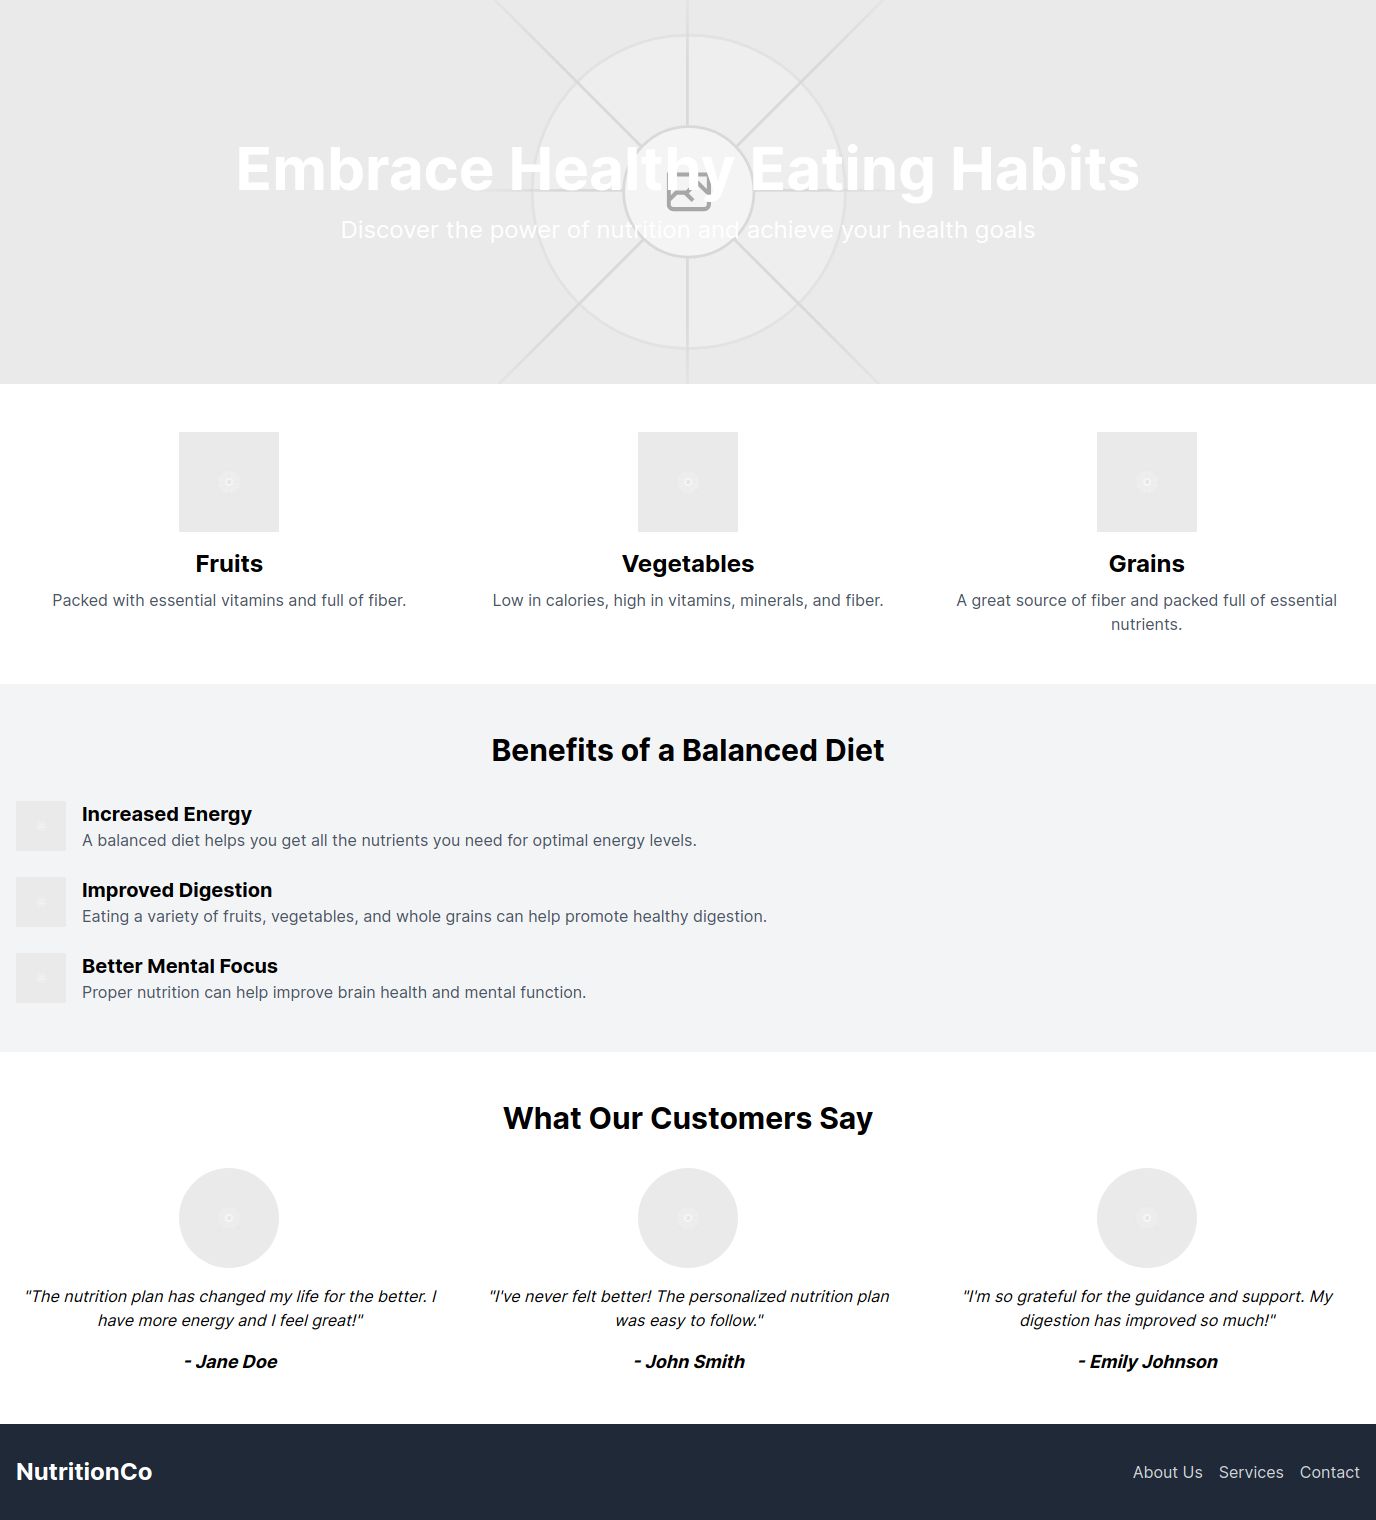 Embrace Healthy Eating Habits
Discover the power of nutrition and achieve your health goals
Fruits
Packed with essential vitamins and full of fiber.
Vegetables
Low in calories, high in vitamins, minerals, and fiber.
Grains
A great source of fiber and packed full of essential
nutrients.
Benefits of a Balanced Diet
Increased Energy
A balanced diet helps you get all the nutrients you need for optimal energy levels.
Improved Digestion
Eating a variety of fruits, vegetables, and whole grains can help promote healthy digestion.
Better Mental Focus
Proper nutrition can help improve brain health and mental function.
What Our Customers Say
"The nutrition plan has changed my life for the better. I
have more energy and I feel great!"
- Jane Doe
"I've never felt better! The personalized nutrition plan
was easy to follow."
- John Smith
"I'm so grateful for the guidance and support. My
digestion has improved so much!"
- Emily Johnson
NutritionCo
About Us Services Contact